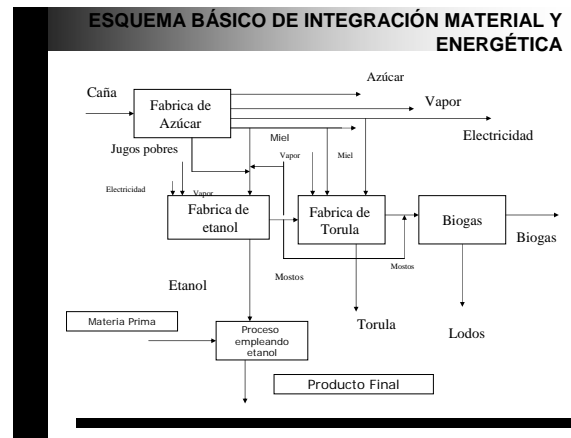 ESQUEMA BÁSICO DE INTEGRACIÓN MATERIAL Y
ENERGÉTICA
Azúcar
Caña
Vapor
Fabrica de
Azúcar
Electricidad
Miel
Jugos pobres
Vapor
Miel
Electricidad
Vapor
Fabrica de
etanol
Fabrica de
Torula
Biogas
Biogas
Mostos
Mostos
Etanol
Materia Prima
Torula
Lodos
Proceso
empleando
etanol
Producto Final